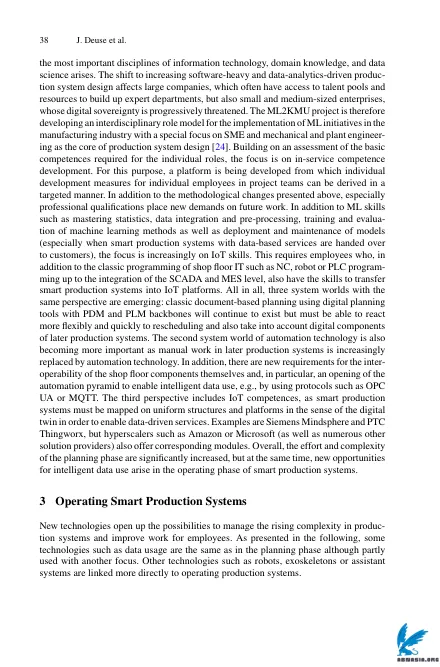 38 J. Deuse et al.
the most important disciplines of information technology, domain knowledge, and data
science arises. The shift to increasing software-heavy and data-analytics-driven produc-
tion system design affects large companies, which often have access to talent pools and
resources to build up expert departments, but also small and medium-sized enterprises,
whose digital sovereignty is progressively threatened. The ML2KMU project is therefore
developing an interdisciplinary role model for the implementation of ML initiatives in the
manufacturing industry with a special focus on SME and mechanical and plant engineer-
ing as the core of production system design [24]. Building on an assessment of the basic
competences required for the individual roles, the focus is on in-service competence
development. For this purpose, a platform is being developed from which individual
development measures for individual employees in project teams can be derived in a
targeted manner. In addition to the methodological changes presented above, especially
professional qualifications place new demands on future work. In addition to ML skills
such as mastering statistics, data integration and pre-processing, training and evalua-
tion of machine learning methods as well as deployment and maintenance of models
(especially when smart production systems with data-based services are handed over
to customers), the focus is increasingly on IoT skills. This requires employees who, in
addition to the classic programming of shop floor IT such as NC, robot or PLC program-
ming up to the integration of the SCADA and MES level, also have the skills to transfer
smart production systems into IoT platforms. All in all, three system worlds with the
same perspective are emerging: classic document-based planning using digital planning
tools with PDM and PLM backbones will continue to exist but must be able to react
more flexibly and quickly to rescheduling and also take into account digital components
of later production systems. The second system world of automation technology is also
becoming more important as manual work in later production systems is increasingly
replaced by automation technology. In addition, there are new requirements for the inter-
operability of the shop floor components themselves and, in particular, an opening of the
automation pyramid to enable intelligent data use, e.g., by using protocols such as OPC
UA or MQTT. The third perspective includes IoT competences, as smart production
systems must be mapped on uniform structures and platforms in the sense of the digital
twin in order to enable data-driven services. Examples are Siemens Mindsphere and PTC
Thingworx, but hyperscalers such as Amazon or Microsoft (as well as numerous other
solution providers) also offer corresponding modules. Overall, the effort and complexity
of the planning phase are significantly increased, but at the same time, new opportunities
for intelligent data use arise in the operating phase of smart production systems.
3 Operating Smart Production Systems
New technologies open up the possibilities to manage the rising complexity in produc-
tion systems and improve work for employees. As presented in the following, some
technologies such as data usage are the same as in the planning phase although partly
used with another focus. Other technologies such as robots, exoskeletons or assistant
systems are linked more directly to operating production systems.